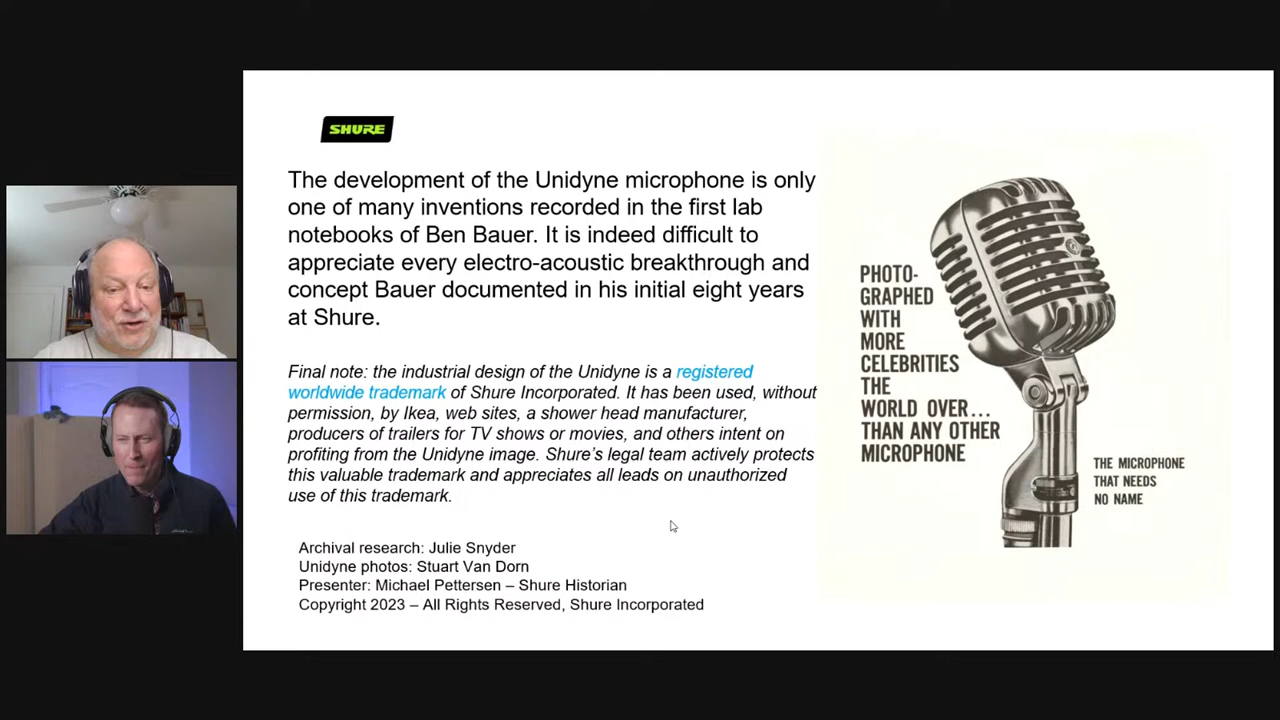 SHURE
The development of the Unidyne microphone is only
one of many inventions recorded in the first lab
notebooks of Ben Bauer. It is indeed difficult to
appreciate every electro-acoustic breakthrough and
concept Bauer documented in his initial eight years
at Shure.
Final note: the industrial design of the Unidyne is a registered
worldwide trademark of Shure Incorporated. It has been used, without
permission, by Ikea, web sites, a shower head manufacturer,
producers of trailers for TV shows or movies, and others intent on
profiting from the Unidyne image. Shure's legal team actively protects
this valuable trademark and appreciates all leads on unauthorized
use of this trademark.
Archival research: Julie Snyder
Unidyne photos: Stuart Van Dorn
Presenter: Michael Pettersen – Shure Historian
Copyright 2023 – All Rights Reserved, Shure Incorporated
PHOTO-
GRAPHED
WITH
MORE
CELEBRITIES
THE
WORLD OVER...
THAN ANY OTHER
MICROPHONE
THE MICROPHONE
THAT NEEDS
NO NAME